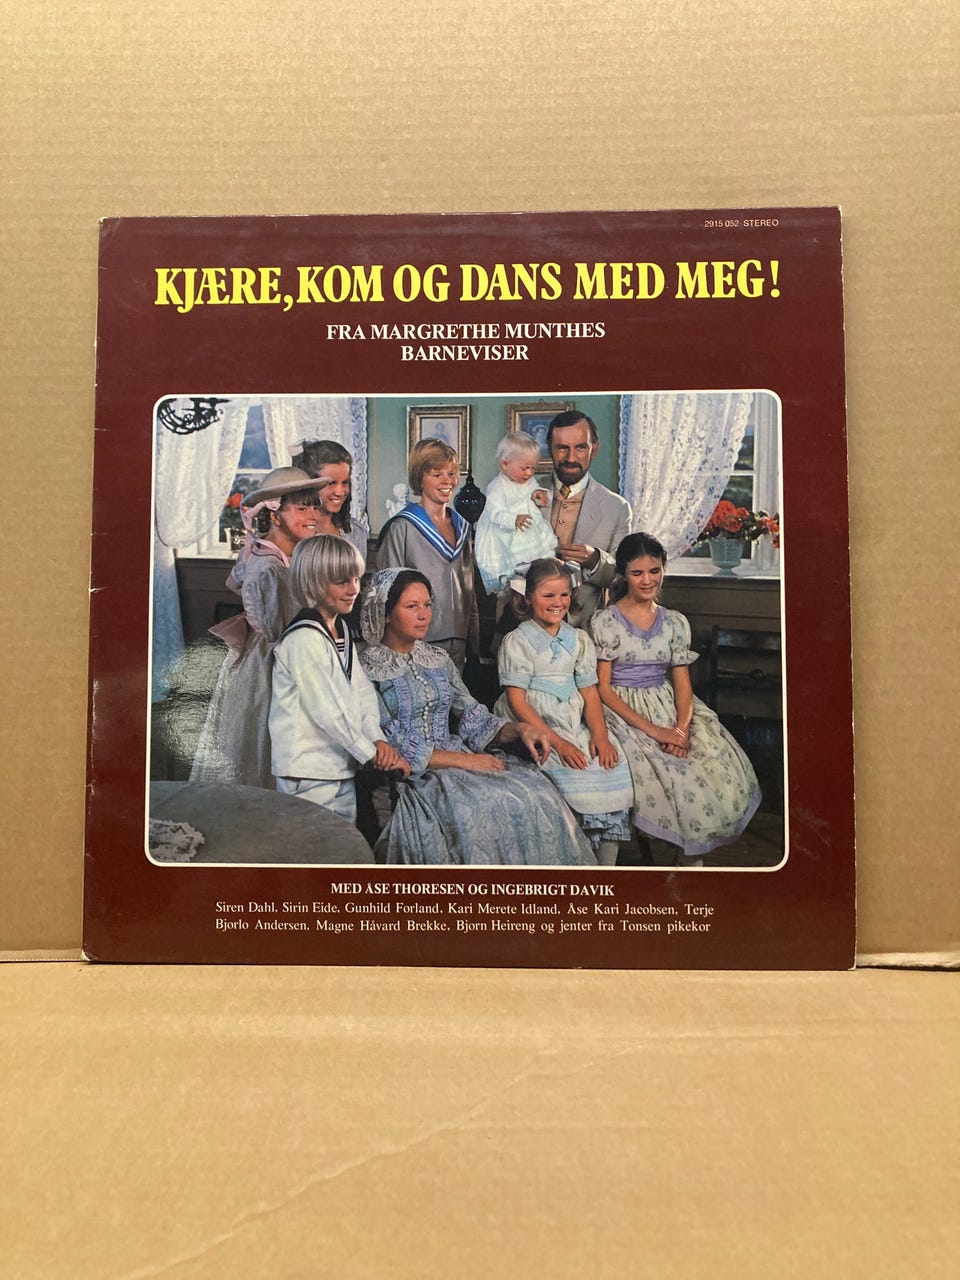 2915 052 STEREO
KJÆRE, KOM OG DANS MED MEG!
FRA MARGRETHE MUNTHES
BARNEVISER
MED ÅSE THORESEN OG INGEBRIGT DAVIK
Siren Dahl, Sirin Eide, Gunhild Forland, Kari Merete Idland, Åse Kari Jacobsen, Terje
Bjørlo Andersen, Magne Håvard Brekke, Bjørn Heireng og jenter fra Tonsen pikekor